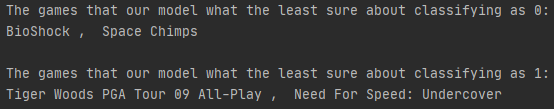 The games that our model what the least sure about classifying as 0:
BioShock ,  Space Chimps
The games that our model what the least sure about classifying as 1:
Tiger Woods PGA Tour 09 All-Play ,  Need For Speed: Undercover